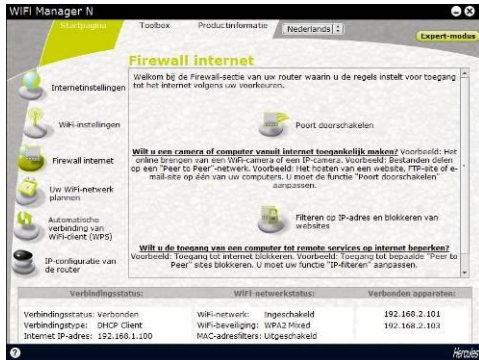 WiFi Manager N
Startpagina
Toolbox
Productinformatie
Nederlands
Expert-modus
Firewall internet
Internetinstellingen
WiFi-instellingen
Firewall internet
Uw WiFi-netwerk
plannen
Automatische
verbinding van
WiFi-client (WPS)
IP-configuratie van
de router
Welkom bij de Firewall-sectie van uw router waarin u de regels instelt voor toegang
tot het internet volgens uw voorkeuren.
Poort doorschakelen
Wilt u een camera of computer vanuit internet toegankelijk maken? Voorbeeld: Het
online brengen van een WiFi-camera of een IP-camera. Voorbeeld: Bestanden delen
op een "Peer to Peer"-netwerk. Voorbeeld: Het hosten van een website, FTP-site of e-
mail-site op één van uw computers. U moet de functie "Poort doorschakelen"
aanpassen.
Filteren op IP-adres en blokkeren van
websites
Wilt u de toegang van een computer tot remote services op internet beperken?
Voorbeeld: Toegang tot internet blokkeren. Voorbeeld: Toegang tot bepaalde "Peer to
Peer" sites blokkeren. U moet uw functie "IP-filteren" aanpassen.
Verbindingsstatus:
WiFi-netwerkstatus:
Verbonden apparaten:
Verbindingsstatus: Verbonden
Verbindingtype: DHCP Client
Internet IP-adres: 192.168.1.100
WiFi-netwerk: Ingeschakeld
WiFi-beveiliging: WPA2 Mixed
MAC-adresfilters: Uitgeschakeld
192.168.2.101
192.168.2.103
Hercules